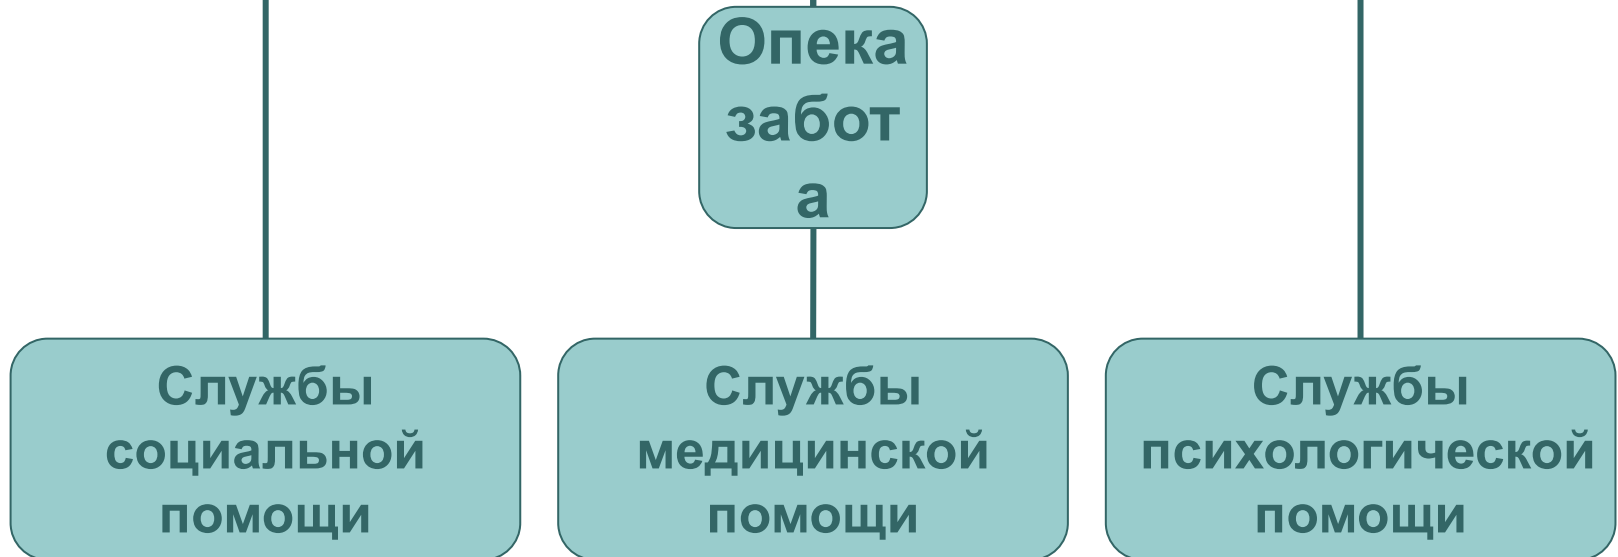 Опека
забот
а
Службы
социальной
помощи
Службы
медицинской
помощи
Службы
психологической
помощи